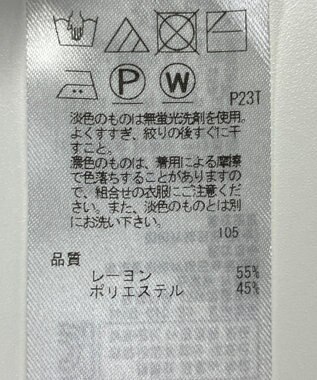 P W
P23T
淡色のものは無蛍光洗剤を使用。
よくすすぎ、絞りの後すぐに干
すこと。
濃色のものは、着用による摩擦
で色落ちすることがありますの
で、組合せの衣服にご注意くだ
さい。また、淡色のものとは別
にお洗い下さい。
105
品質
レーヨン 55%
ポリエステル 45%